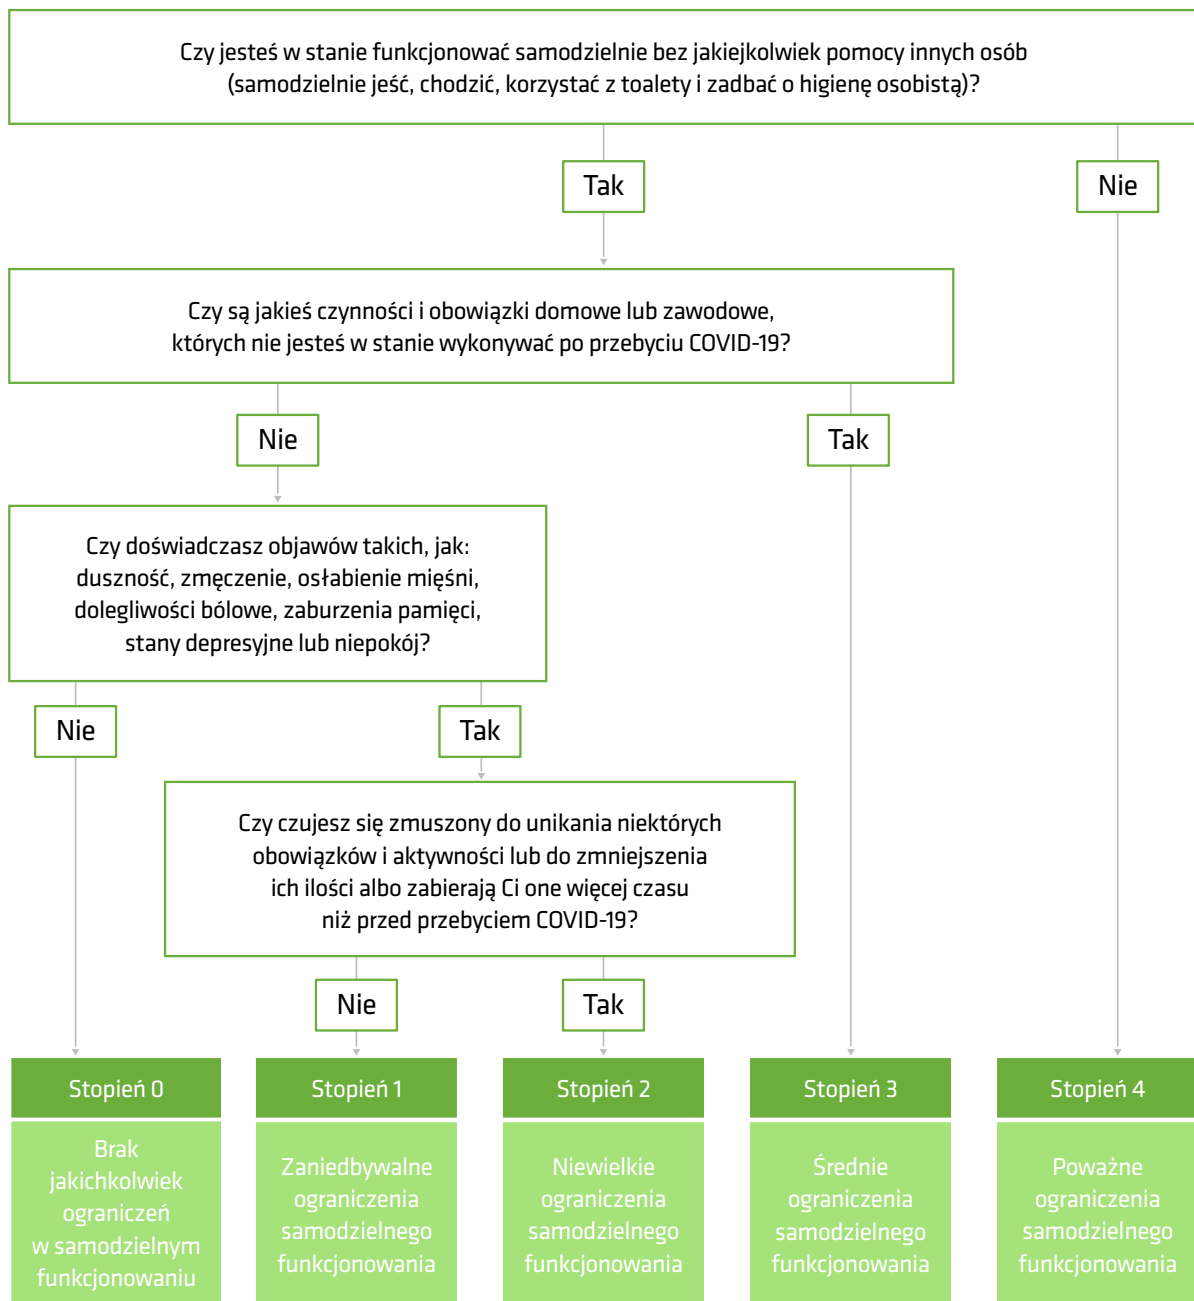 Czy jesteś w stanie funkcjonować samodzielnie bez jakiejkolwiek pomocy innych osób
(samodzielnie jeść, chodzić, korzystać z toalety i zadbać o higienę osobistą)?
Tak
Nie
Czy są jakieś czynności i obowiązki domowe lub zawodowe,
których nie jesteś w stanie wykonywać po przebyciu COVID-19?
Nie
Tak
Czy doświadczasz objawów takich, jak:
duszność, zmęczenie, osłabienie mięśni,
dolegliwości bólowe, zaburzenia pamięci,
stany depresyjne lub niepokój?
Nie
Tak
Czy czujesz się zmuszony do unikania niektórych
obowiązków i aktywności lub do zmniejszenia
ich ilości albo zabierają Ci one więcej czasu
niż przed przebyciem COVID-19?
Nie
Tak
Stopień 0
Brak
jakichkolwiek
ograniczeń
w samodzielnym
funkcjonowaniu
Stopień 1
Zaniedbywalne
ograniczenia
samodzielnego
funkcjonowania
Stopień 2
Niewielkie
ograniczenia
samodzielnego
funkcjonowania
Stopień 3
Średnie
ograniczenia
samodzielnego
funkcjonowania
Stopień 4
Poważne
ograniczenia
samodzielnego
funkcjonowania